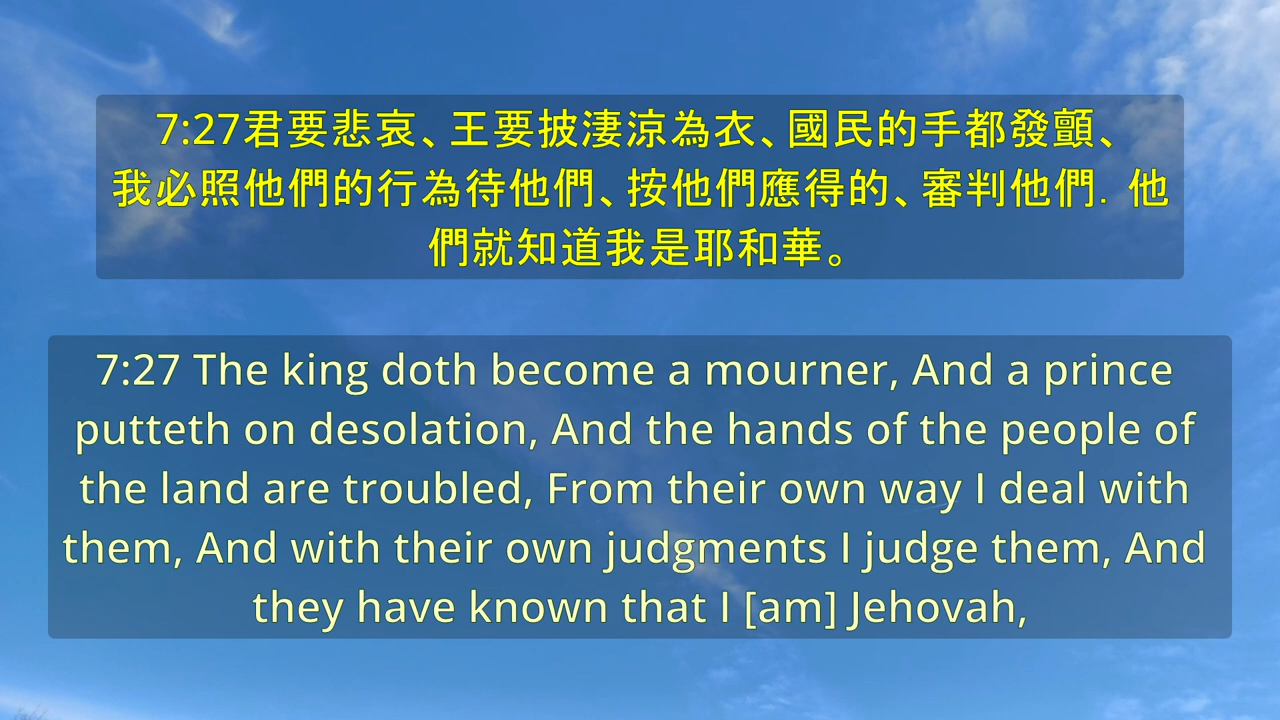 7:27君要悲哀、王要披淒涼為衣、國民的手都發顫、
我必照他們的行為待他們、按他們應得的、審判他們．他
們就知道我是耶和華。
7:27 The king doth become a mourner, And a prince
putteth on desolation, And the hands of the people of
the land are troubled, From their own way I deal with
them, And with their own judgments I judge them, And
they have known that I [am] Jehovah,